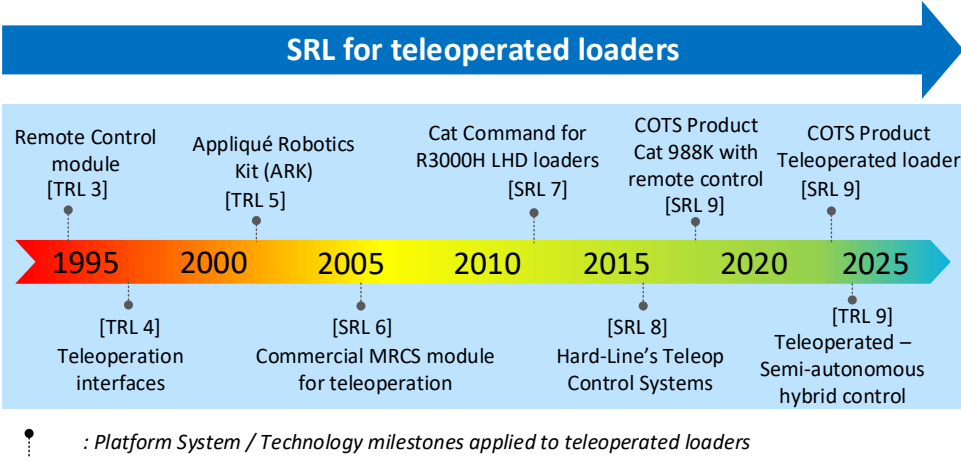 SRL for teleoperated loaders
Remote Control
module
[TRL 3]
Appliqué Robotics
Kit (ARK)
[TRL 5]
Cat Command for
R3000H LHD loaders
[SRL 7]
COTS Product
Cat 988K with
remote control
[SRL 9]
COTS Product
Teleoperated loader
[SRL 9]
1995 2000 2005 2010 2015 2020 2025
[TRL 4]
Teleoperation
interfaces
[SRL 6]
Commercial MRCS module
for teleoperation
[SRL 8]
Hard-Line's Teleop
Control Systems
[TRL 9]
Teleoperated –
Semi-autonomous
hybrid control
: Platform System / Technology milestones applied to teleoperated loaders